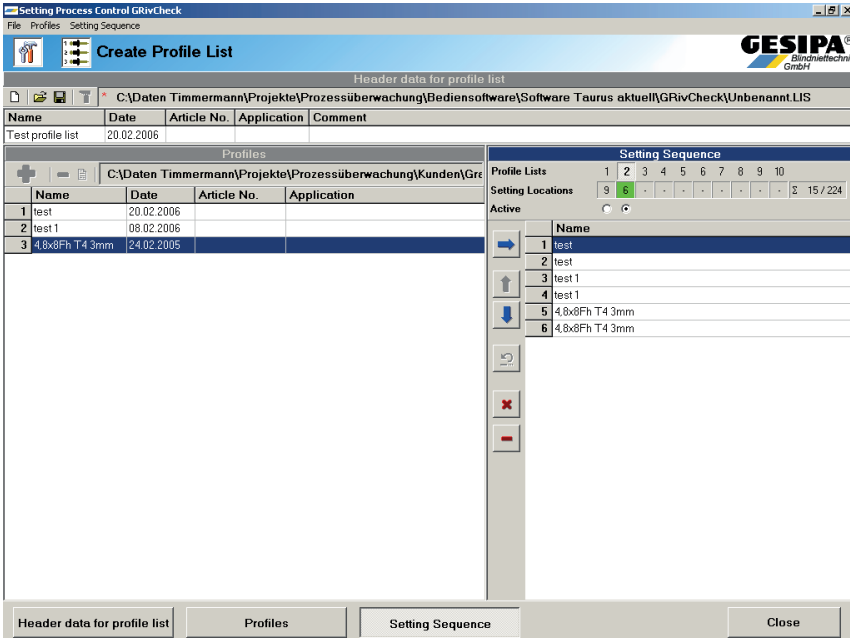 Setting Process Control GRivCheck
File Profiles Setting Sequence
Create Profile List
GESIPA®
Blindniettechni
GmbH
Header data for profile list
* C:\Daten Timmermann\Projekte\Prozessüberwachung\Bediensoftware\Software Taurus aktuell\GRivCheck\Unbenannt.LIS
Name Date Article No. Application Comment
Test profile list 20.02.2006
Profiles
C:\Daten Timmermann\Projekte\Prozessüberwachung\Kunden\Gre
Name Date Article No. Application
1 test 20.02.2006
2 test 1 08.02.2006
3 4,8x8Fh T4 3mm 24.02.2005
Setting Sequence
Profile Lists 1 2 3 4 5 6 7 8 9 10
Setting Locations 9 6 - - - - - - - - Σ 15 / 224
Active
Name
1 test
2 test
3 test 1
4 test 1
5 4,8x8Fh T4 3mm
6 4,8x8Fh T4 3mm
Header data for profile list Profiles Setting Sequence Close